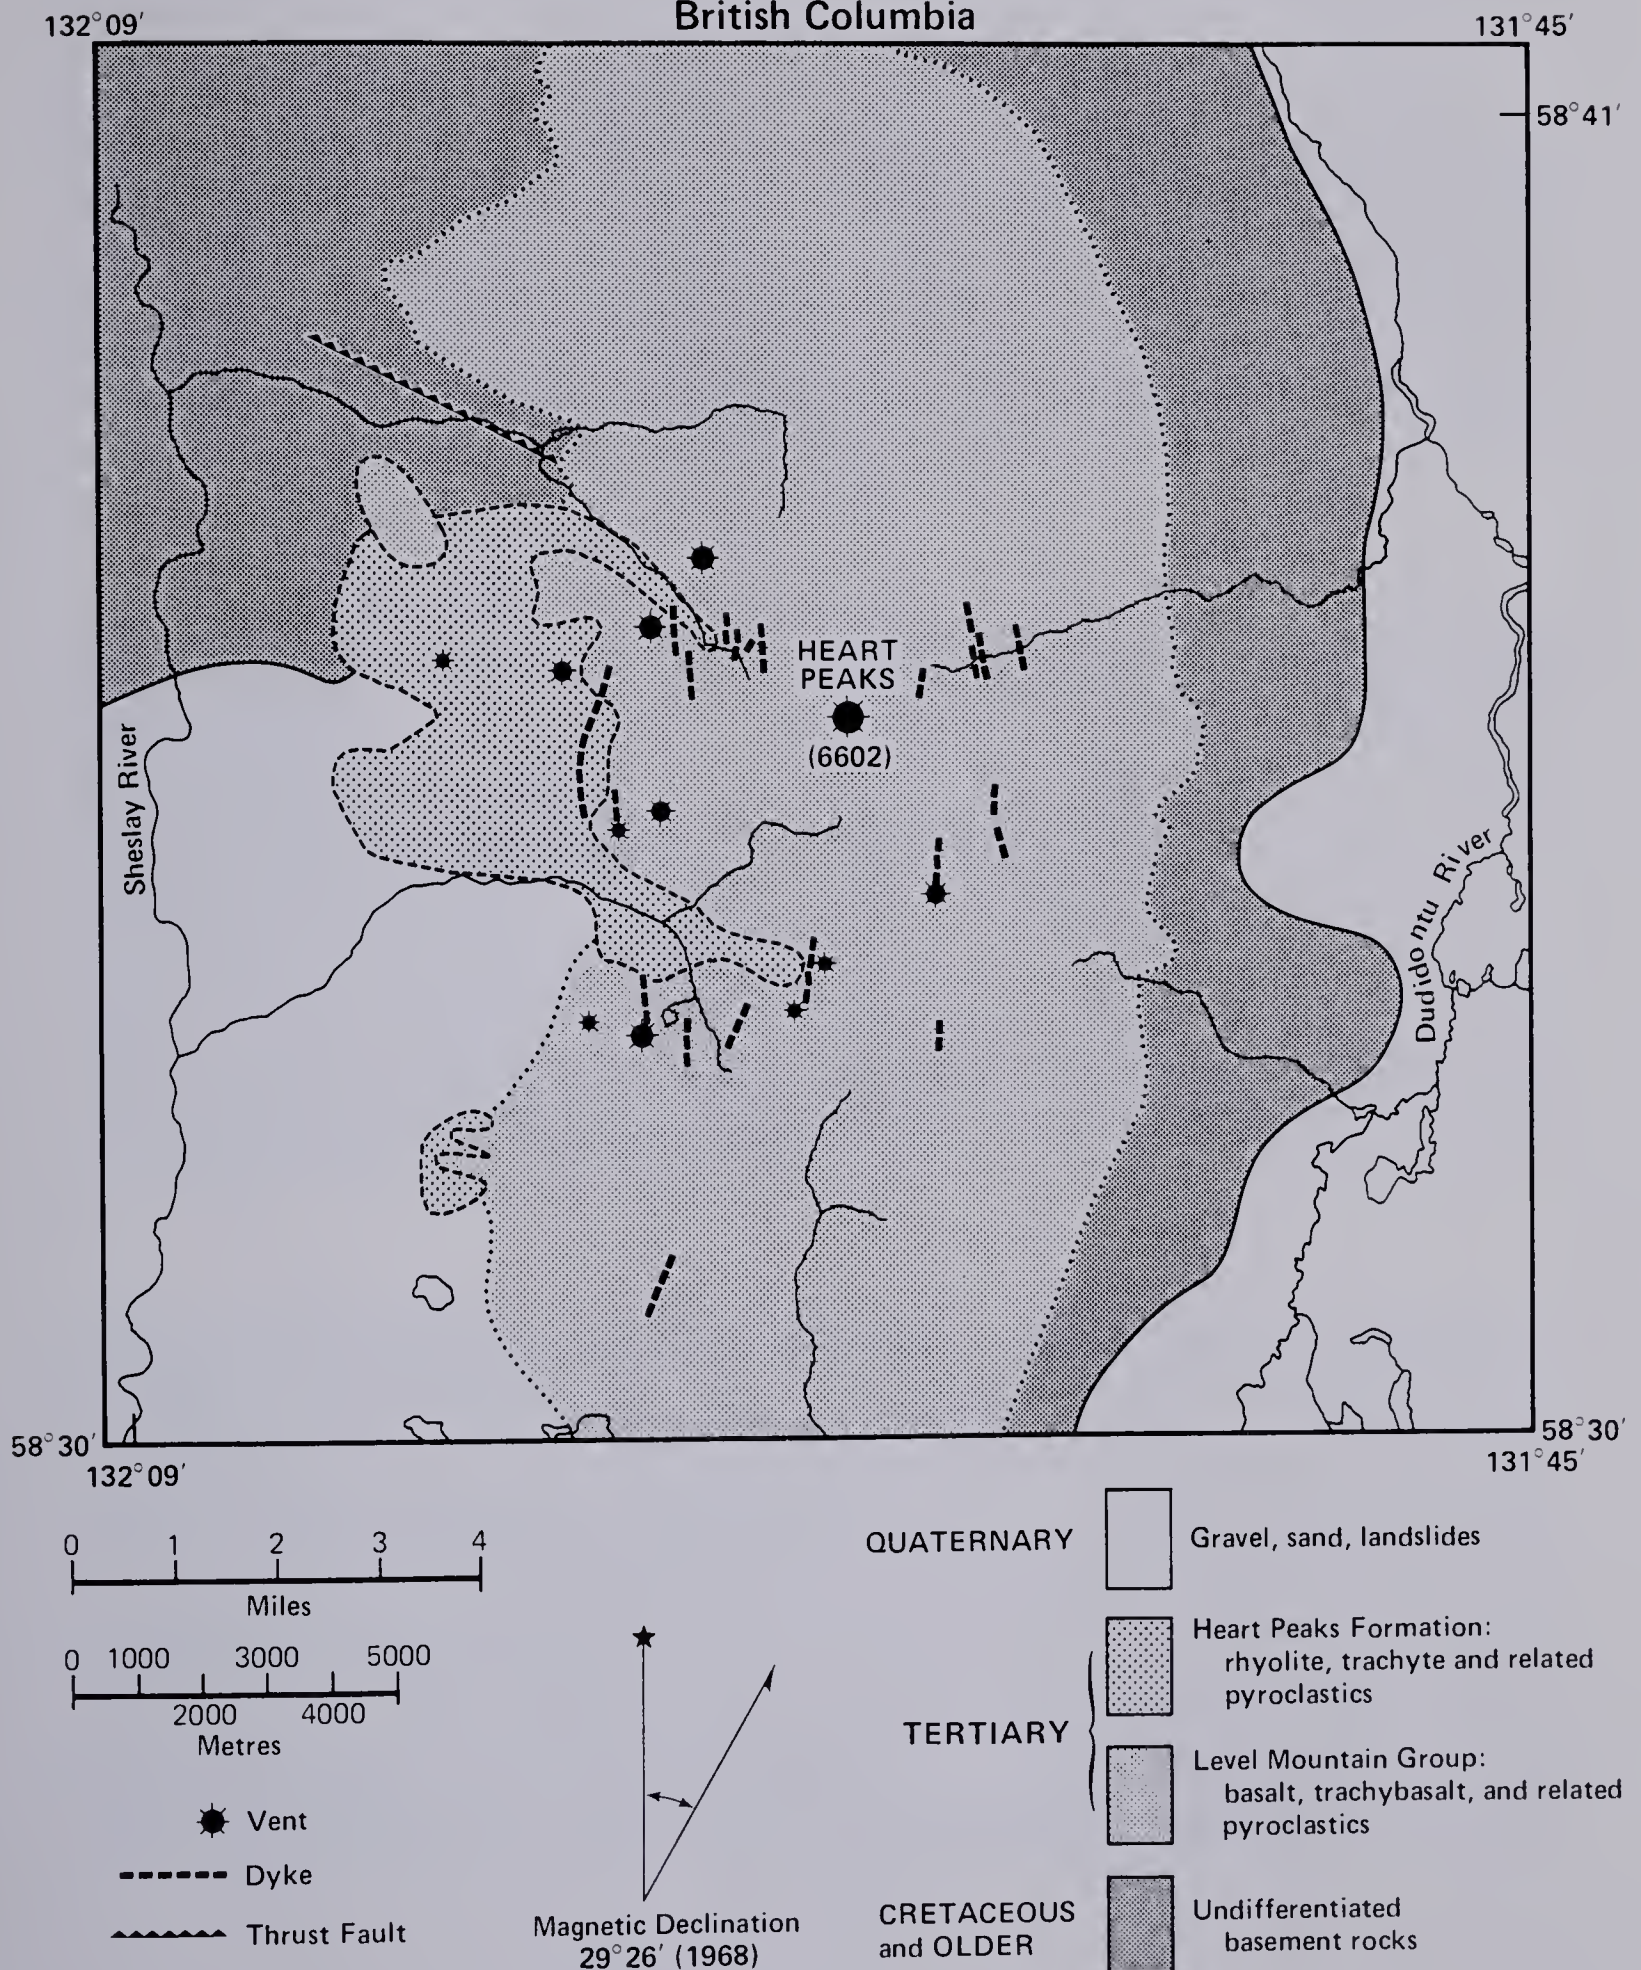 British Columbia
132°09′
131°45′
58°41′
HEART
PEAKS
(6602)
Sheslay River
Dudidontu River
58°30′
58°30′
132°09′
131°45′
0 1 2 3 4
Miles
0 1000 3000 5000
2000 4000
Metres
Vent
Dyke
Thrust Fault
Magnetic Declination
29°26′ (1968)
QUATERNARY
Gravel, sand, landslides
TERTIARY
Heart Peaks Formation:
rhyolite, trachyte and related
pyroclastics
Level Mountain Group:
basalt, trachybasalt, and related
pyroclastics
CRETACEOUS
and OLDER
Undifferentiated
basement rocks